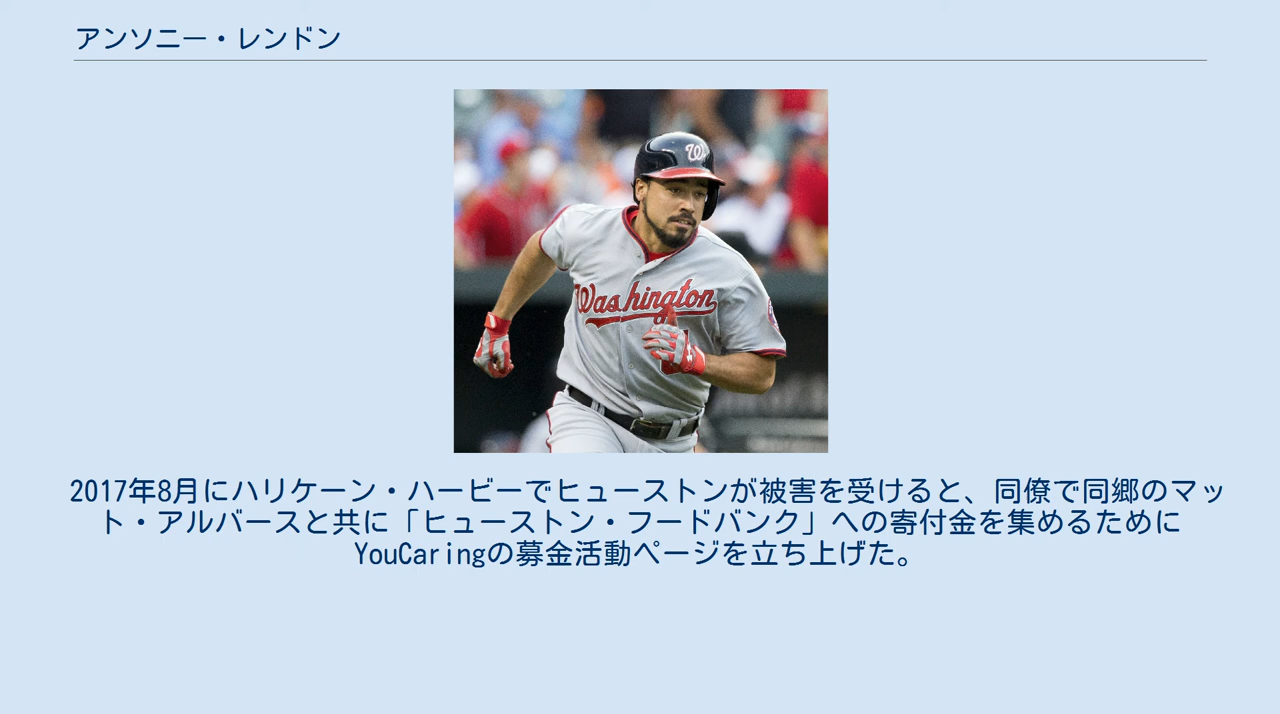 アンソニー・レンドン
W
Washington
2017年8月にハリケーン・ハービーでヒューストンが被害を受けると、同僚で同郷のマッ
ト・アルバースと共に「ヒューストン・フードバンク」への寄付金を集めるために
YouCaringの募金活動ページを立ち上げた。